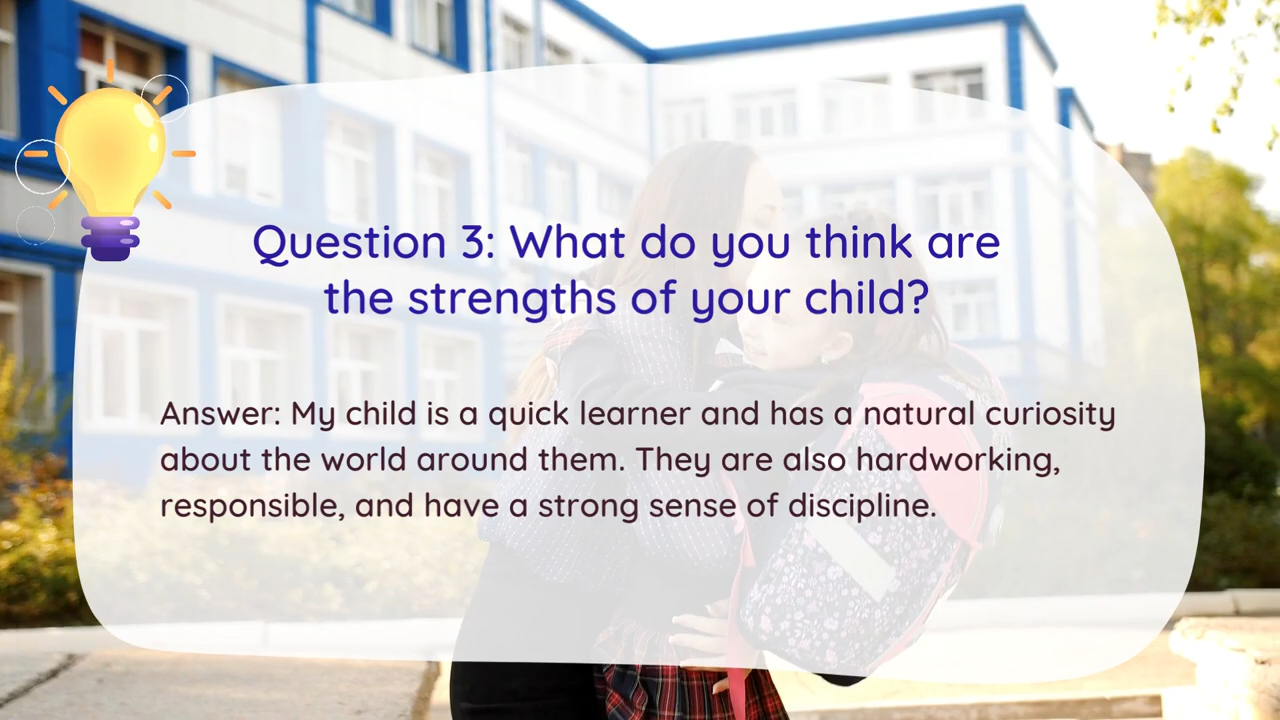 Question 3: What do you think are
the strengths of your child?
Answer: My child is a quick learner and has a natural curiosity
about the world around them. They are also hardworking,
responsible, and have a strong sense of discipline.